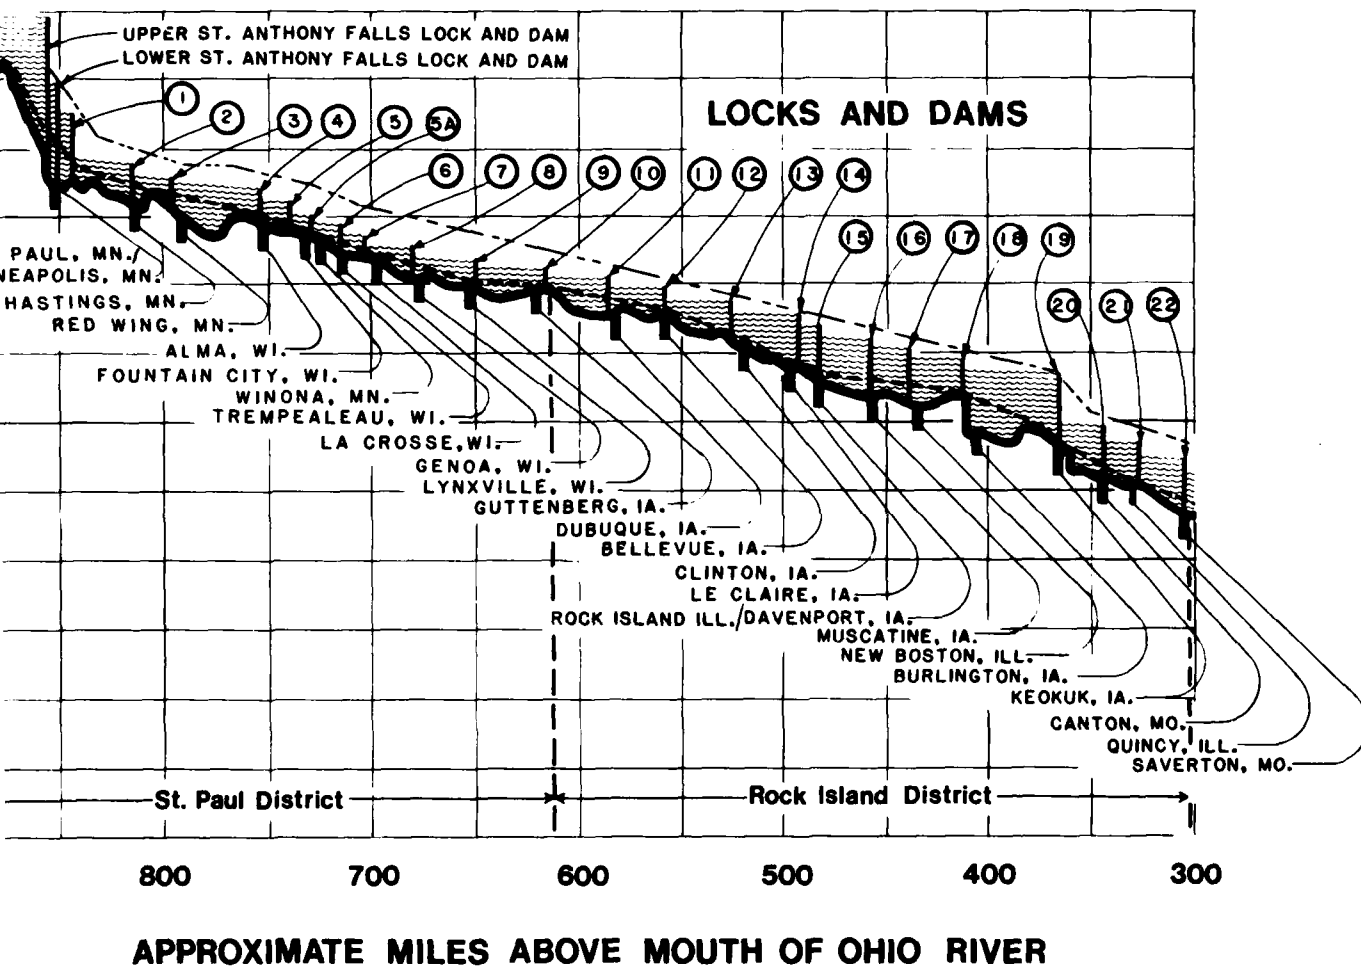 UPPER ST. ANTHONY FALLS LOCK AND DAM
LOWER ST. ANTHONY FALLS LOCK AND DAM
LOCKS AND DAMS
1
2
3
4
5
5A
6
7
8
9
10
11
12
13
14
15
16
17
18
19
20
21
22
PAUL, MN./
NEAPOLIS, MN.
HASTINGS, MN.
RED WING, MN.
ALMA, WI.
FOUNTAIN CITY, WI.
WINONA, MN.
TREMPEALEAU, WI.
LA CROSSE, WI.
GENOA, WI.
LYNXVILLE, WI.
GUTTENBERG, IA.
DUBUQUE, IA.
BELLEVUE, IA.
CLINTON, IA.
LE CLAIRE, IA.
ROCK ISLAND ILL./DAVENPORT, IA.
MUSCATINE, IA.
NEW BOSTON, ILL.
BURLINGTON, IA.
KEOKUK, IA.
CANTON, MO.
QUINCY, ILL.
SAVERTON, MO.
St. Paul District
Rock Island District
800 700 600 500 400 300
APPROXIMATE MILES ABOVE MOUTH OF OHIO RIVER